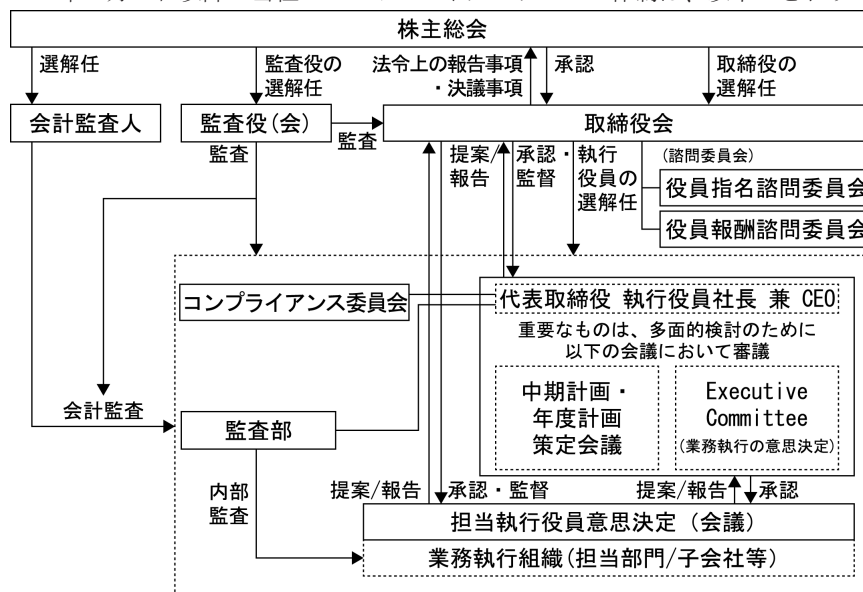 株主総会
選解任
監査役の
選解任
法令上の報告事項
・決議事項
承認
取締役の
選解任
会計監査人
監査役(会)
監査
取締役会
監査
提案/
報告
承認・
監督
執行
役員の
選解任
(諮問委員会)
役員指名諮問委員会
役員報酬諮問委員会
コンプライアンス委員会
代表取締役 執行役員社長 兼 CEO
重要なものは、多面的検討のために
以下の会議において審議
中期計画・
年度計画
策定会議
Executive
Committee
(業務執行の意思決定)
会計監査
監査部
内部
監査
提案/報告
承認・監督
提案/報告
承認
担当執行役員意思決定(会議)
業務執行組織(担当部門/子会社等)